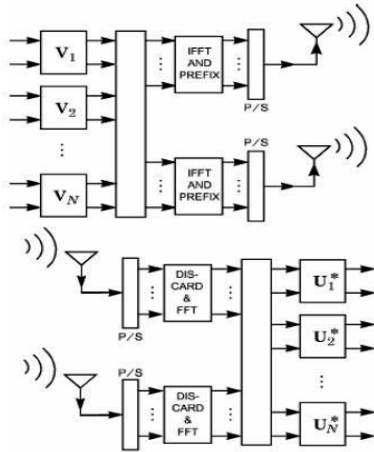 V1
IFFT
AND
PREFIX
P/S
V2
⋮
P/S
VN
IFFT
AND
PREFIX
DIS-
CARD
&
FFT
U1*
P/S
U2*
P/S
⋮
DIS-
CARD
&
FFT
UN*